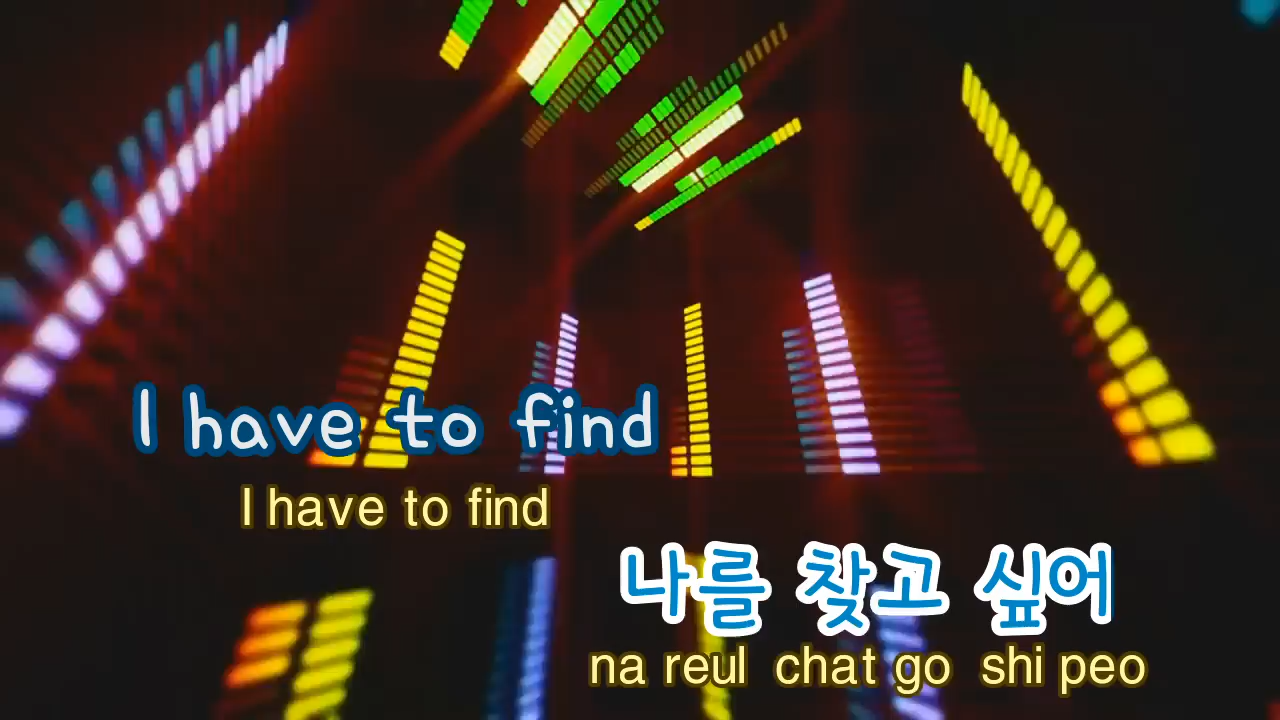 I have to find
I have to find
나를 찾고 싶어
na reul chat go shi peo